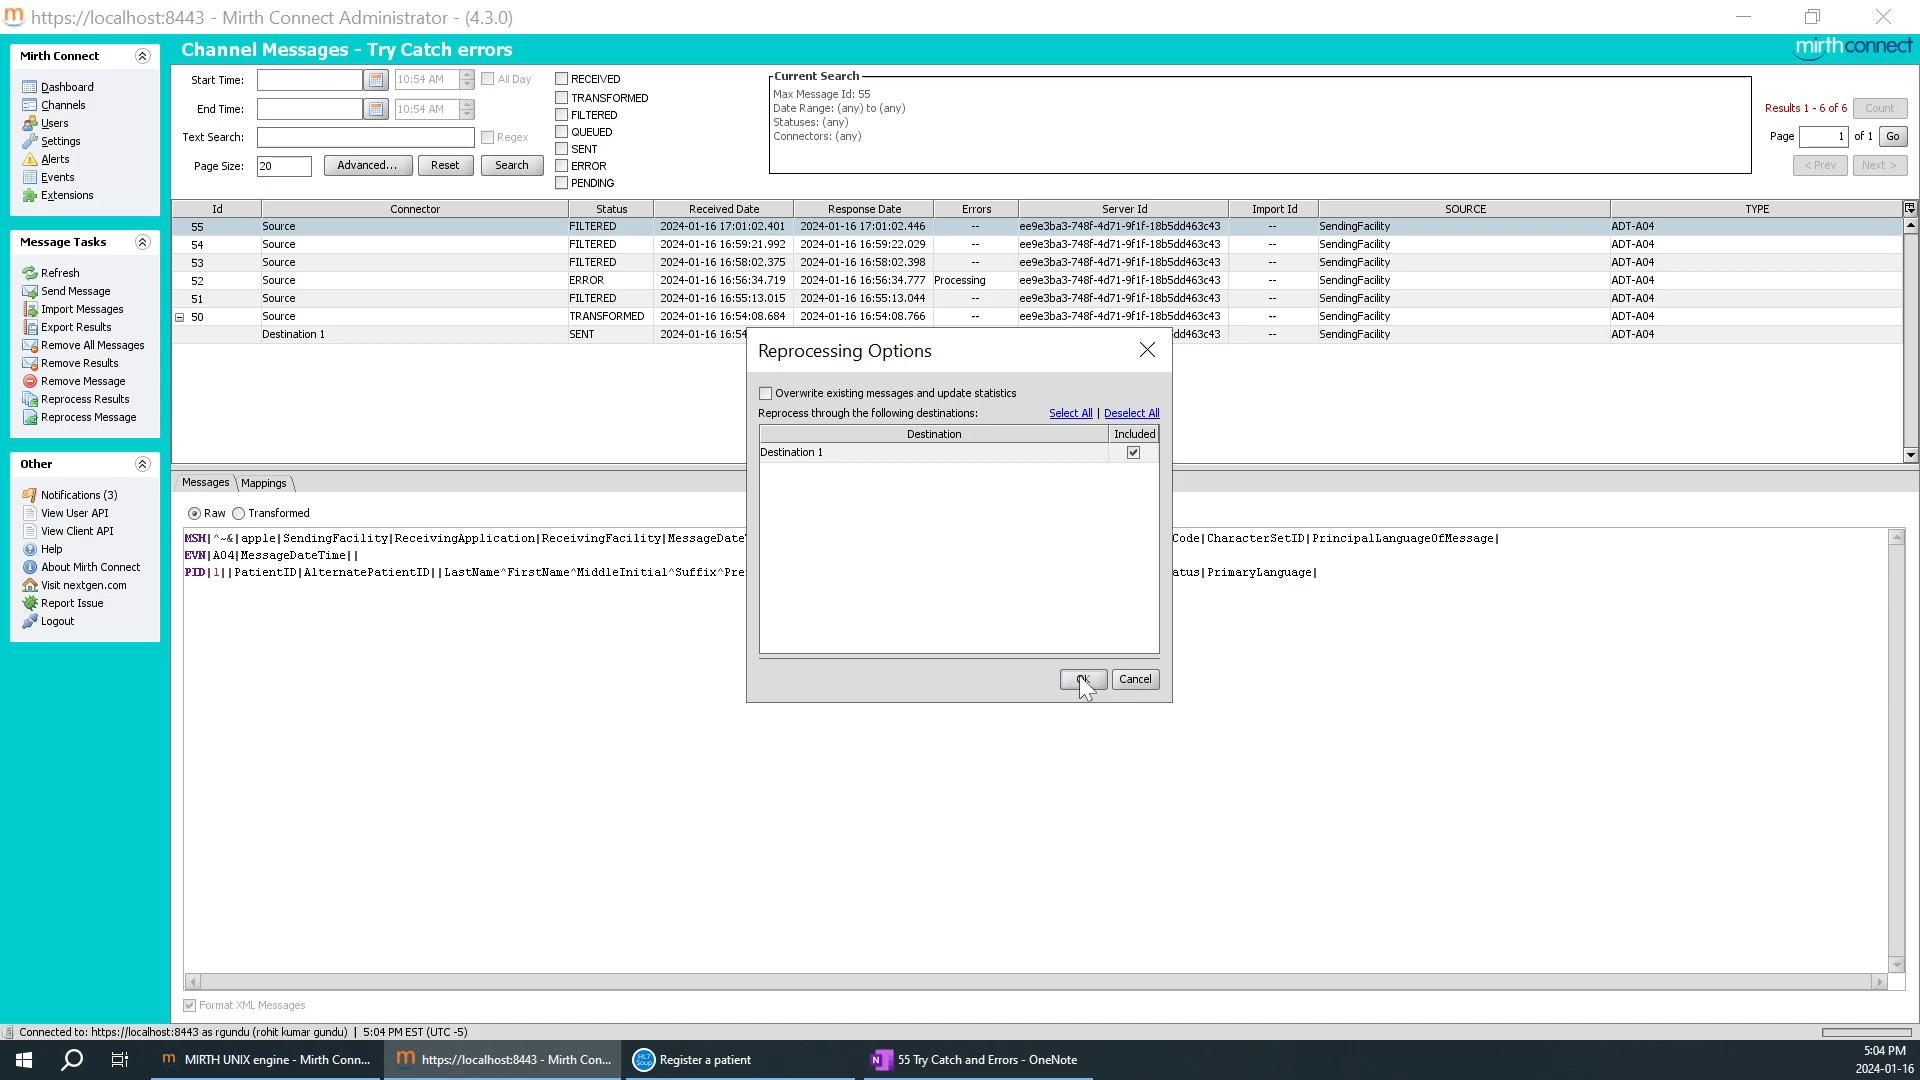 https://localhost:8443 - Mirth Connect Administrator - (4.3.0)
Mirth Connect
Dashboard
Channels
Users
Settings
Alerts
Events
Extensions
Message Tasks
Refresh
Send Message
Import Messages
Export Results
Remove All Messages
Remove Results
Remove Message
Reprocess Results
Reprocess Message
Other
Notifications (3)
View User API
View Client API
Help
About Mirth Connect
Visit nextgen.com
Report Issue
Logout
Channel Messages - Try Catch errors
mirthconnect
Start Time: 10:54 AM All Day
End Time: 10:54 AM
Text Search: Regex
Page Size: 20 Advanced... Reset Search
RECEIVED
TRANSFORMED
FILTERED
QUEUED
SENT
ERROR
PENDING
Current Search
Max Message Id: 55
Date Range: (any) to (any)
Statuses: (any)
Connectors: (any)
Results 1 - 6 of 6 Count
Page 1 of 1 Go
< Prev Next >
Id Connector Status Received Date Response Date Errors Server Id Import Id SOURCE TYPE
55 Source FILTERED 2024-01-16 17:01:02.401 2024-01-16 17:01:02.446 -- ee9e3ba3-748f-4d71-9f1f-18b5dd463c43 -- SendingFacility ADT-A04
54 Source FILTERED 2024-01-16 16:59:21.992 2024-01-16 16:59:22.029 -- ee9e3ba3-748f-4d71-9f1f-18b5dd463c43 -- SendingFacility ADT-A04
53 Source FILTERED 2024-01-16 16:58:02.375 2024-01-16 16:58:02.398 -- ee9e3ba3-748f-4d71-9f1f-18b5dd463c43 -- SendingFacility ADT-A04
52 Source ERROR 2024-01-16 16:56:34.719 2024-01-16 16:56:34.777 Processing ee9e3ba3-748f-4d71-9f1f-18b5dd463c43 -- SendingFacility ADT-A04
51 Source FILTERED 2024-01-16 16:55:13.015 2024-01-16 16:55:13.044 -- ee9e3ba3-748f-4d71-9f1f-18b5dd463c43 -- SendingFacility ADT-A04
50 Source TRANSFORMED 2024-01-16 16:54:08.684 2024-01-16 16:54:08.766 -- ee9e3ba3-748f-4d71-9f1f-18b5dd463c43 -- SendingFacility ADT-A04
Destination 1 SENT 2024-01-16 16:54 dd463c43 -- SendingFacility ADT-A04
Reprocessing Options
Overwrite existing messages and update statistics
Reprocess through the following destinations: Select All | Deselect All
Destination Included
Destination 1
OK Cancel
Messages Mappings
Raw Transformed
MSH|^~&|apple|SendingFacility|ReceivingApplication|ReceivingFacility|MessageDate Code|CharacterSetID|PrincipalLanguageOfMessage|
EVN|A04|MessageDateTime||
PID|1||PatientID|AlternatePatientID||LastName^FirstName^MiddleInitial^Suffix^Pre atus|PrimaryLanguage|
Format XML Messages
Connected to: https://localhost:8443 as rgundu (rohit kumar gundu) | 5:04 PM EST (UTC -5)
MIRTH UNIX engine - Mirth Conn...
https://localhost:8443 - Mirth Con...
Register a patient
55 Try Catch and Errors - OneNote
5:04 PM
2024-01-16